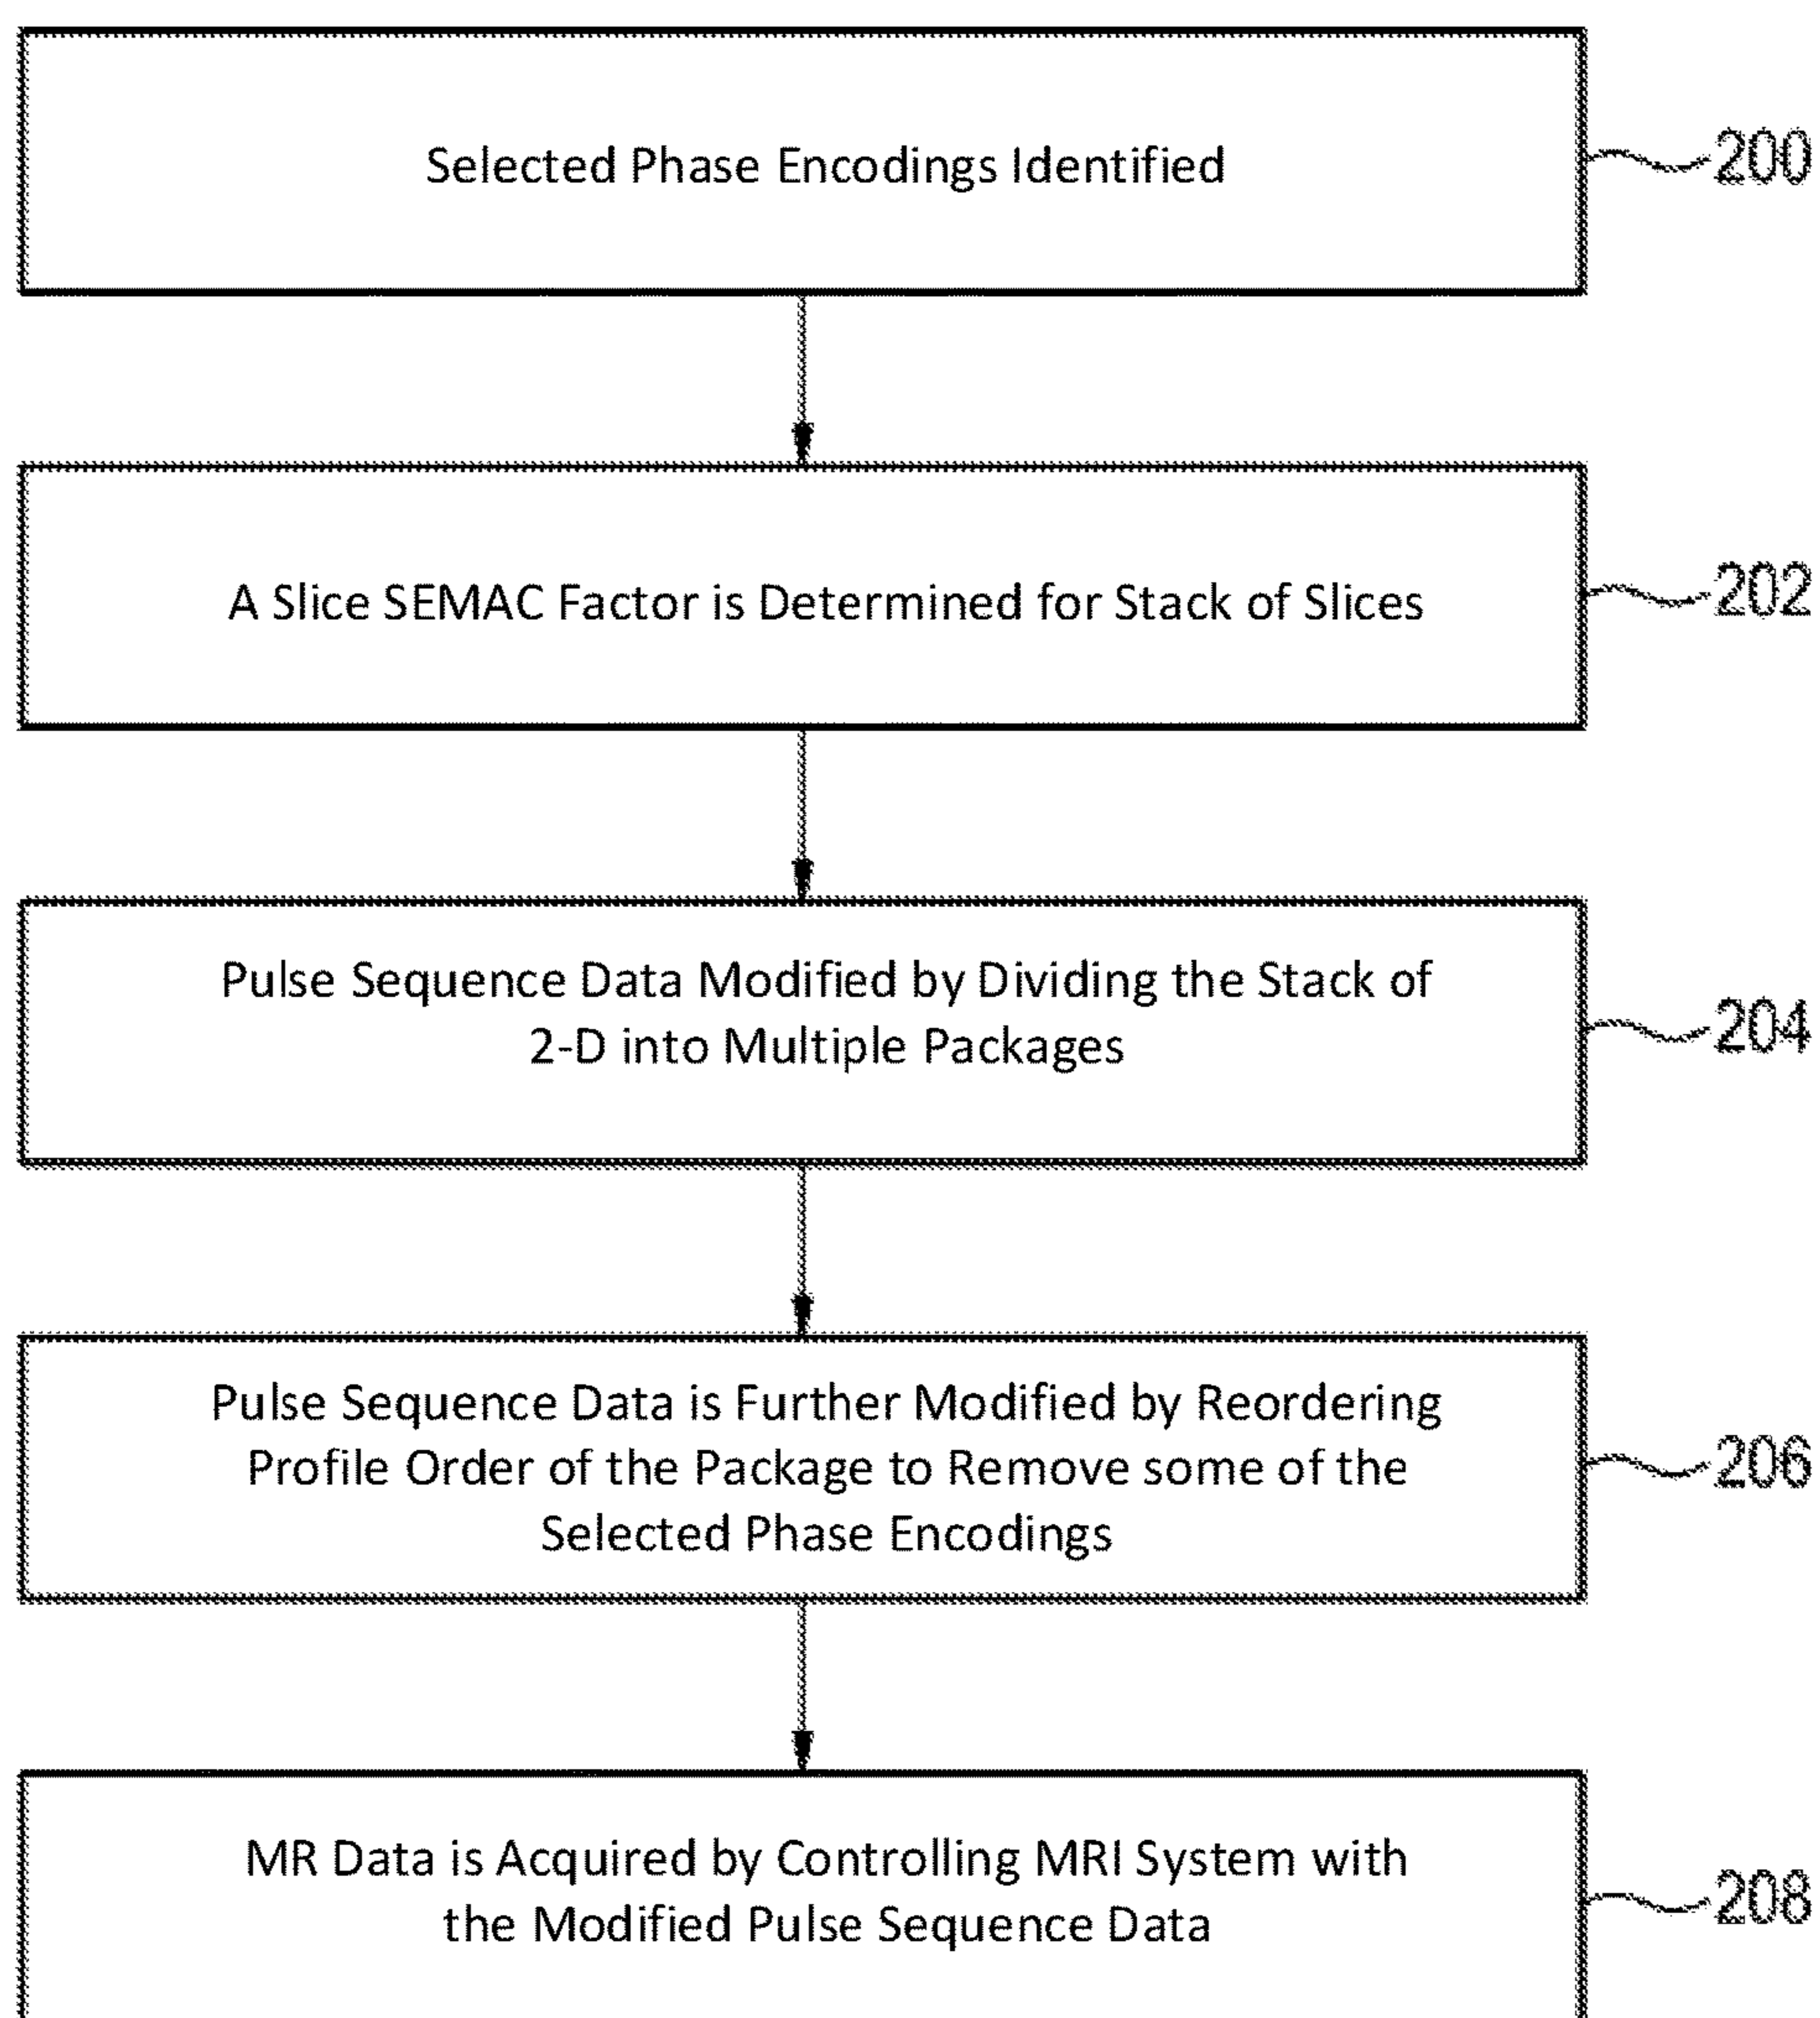 Selected Phase Encodings Identified
200
A Slice SEMAC Factor is Determined for Stack of Slices
202
Pulse Sequence Data Modified by Dividing the Stack of
2-D into Multiple Packages
204
Pulse Sequence Data is Further Modified by Reordering
Profile Order of the Package to Remove some of the
Selected Phase Encodings
206
MR Data is Acquired by Controlling MRI System with
the Modified Pulse Sequence Data
208